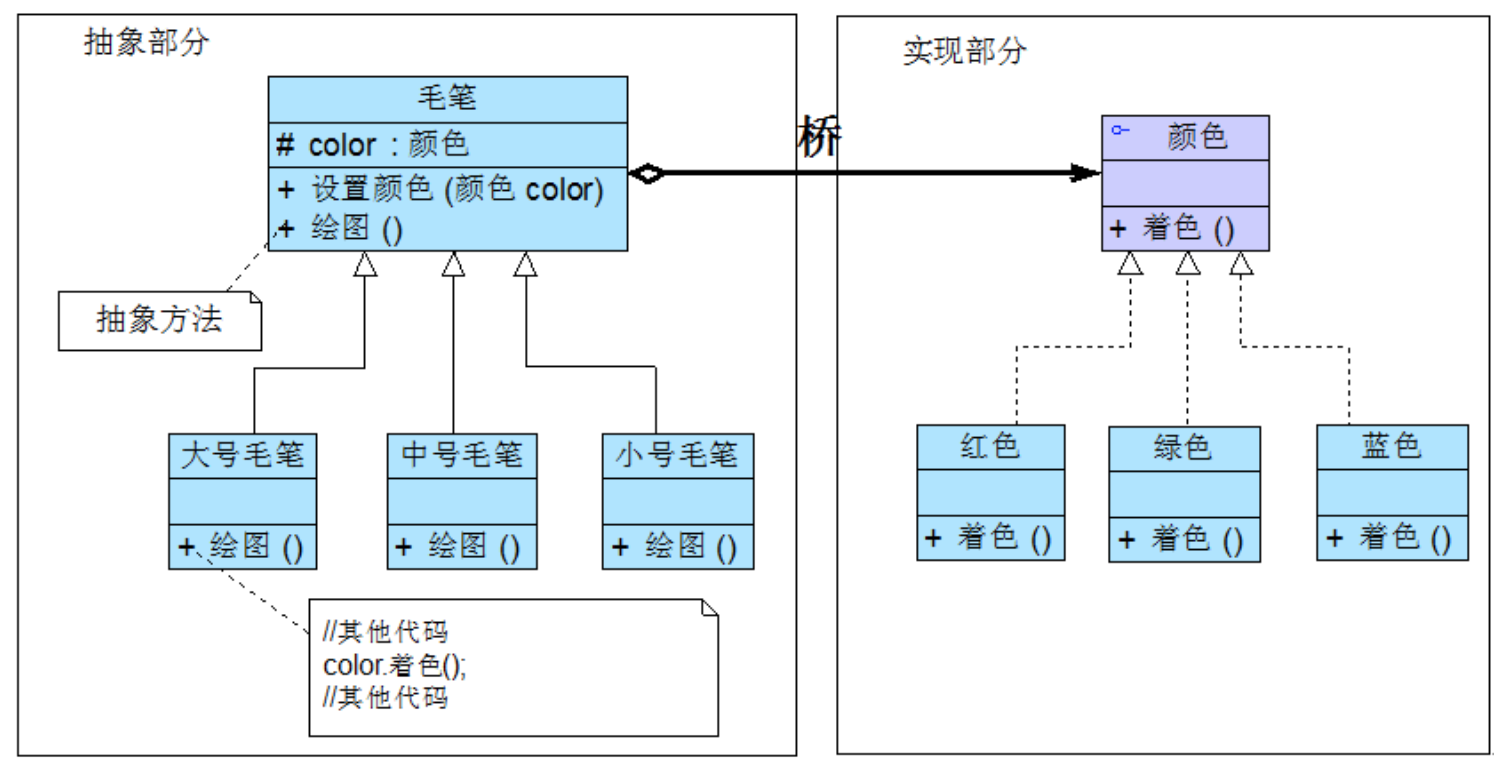 抽象部分
毛笔
# color : 颜色
+ 设置颜色 (颜色 color)
+ 绘图 ()
抽象方法
大号毛笔
+ 绘图 ()
中号毛笔
+ 绘图 ()
小号毛笔
+ 绘图 ()
//其他代码
color.着色();
//其他代码
桥
实现部分
颜色
+ 着色 ()
红色
+ 着色 ()
绿色
+ 着色 ()
蓝色
+ 着色 ()